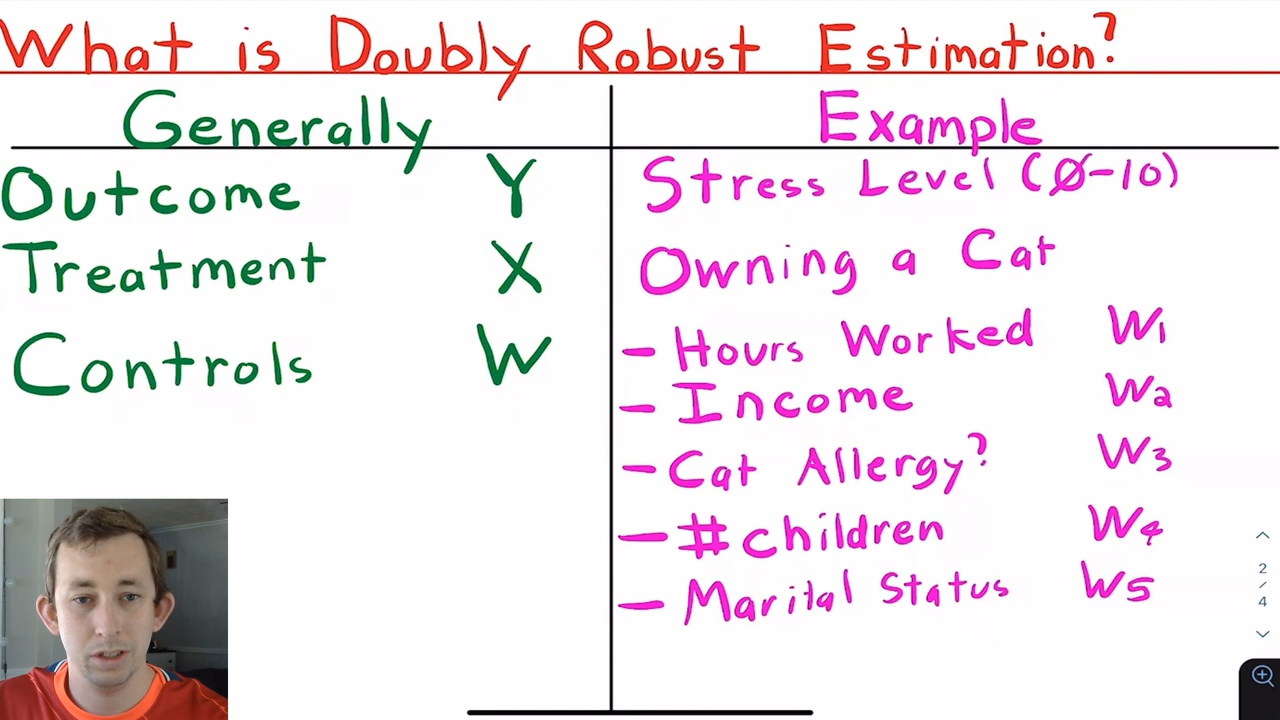 What is Doubly Robust Estimation?
Generally
Outcome Y
Treatment X
Controls W
Example
Stress Level (0-10)
Owning a Cat
- Hours Worked W1
- Income W2
- Cat Allergy? W3
- #children W4
- Marital Status W5
2
/
4